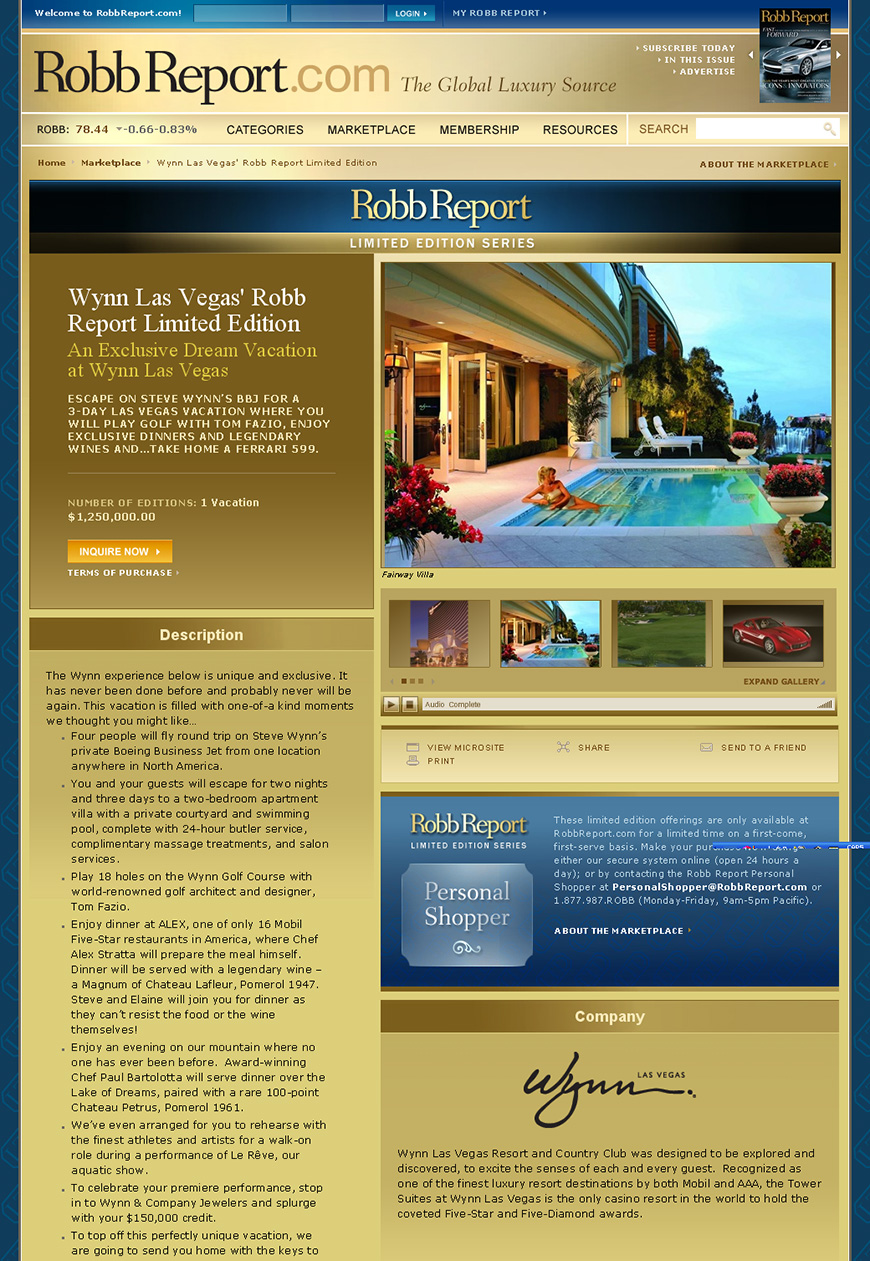 Welcome to RobbReport.com!
LOGIN
MY ROBB REPORT
RobbReport.com The Global Luxury Source
SUBSCRIBE TODAY
IN THIS ISSUE
ADVERTISE
Robb Report
FAST
FORWARD
ICONS & INNOVATORS
ROBB: 78.44 -0.66-0.83%
CATEGORIES
MARKETPLACE
MEMBERSHIP
RESOURCES
SEARCH
Home Marketplace Wynn Las Vegas' Robb Report Limited Edition
ABOUT THE MARKETPLACE
Robb Report
LIMITED EDITION SERIES
Wynn Las Vegas' Robb
Report Limited Edition
An Exclusive Dream Vacation
at Wynn Las Vegas
ESCAPE ON STEVE WYNN'S BBJ FOR A
3-DAY LAS VEGAS VACATION WHERE YOU
WILL PLAY GOLF WITH TOM FAZIO, ENJOY
EXCLUSIVE DINNERS AND LEGENDARY
WINES AND...TAKE HOME A FERRARI 599.
NUMBER OF EDITIONS: 1 Vacation
$1,250,000.00
INQUIRE NOW
TERMS OF PURCHASE
Description
The Wynn experience below is unique and exclusive. It
has never been done before and probably never will be
again. This vacation is filled with one-of-a kind moments
we thought you might like...
Four people will fly round trip on Steve Wynn's
private Boeing Business Jet from one location
anywhere in North America.
You and your guests will escape for two nights
and three days to a two-bedroom apartment
villa with a private courtyard and swimming
pool, complete with 24-hour butler service,
complimentary massage treatments, and salon
services.
Play 18 holes on the Wynn Golf Course with
world-renowned golf architect and designer,
Tom Fazio.
Enjoy dinner at ALEX, one of only 16 Mobil
Five-Star restaurants in America, where Chef
Alex Stratta will prepare the meal himself.
Dinner will be served with a legendary wine –
a Magnum of Chateau Lafleur, Pomerol 1947.
Steve and Elaine will join you for dinner as
they can't resist the food or the wine
themselves!
Enjoy an evening on our mountain where no
one has ever been before. Award-winning
Chef Paul Bartolotta will serve dinner over the
Lake of Dreams, paired with a rare 100-point
Chateau Petrus, Pomerol 1961.
We've even arranged for you to rehearse with
the finest athletes and artists for a walk-on
role during a performance of Le Rêve, our
aquatic show.
To celebrate your premiere performance, stop
in to Wynn & Company Jewelers and splurge
with your $150,000 credit.
To top off this perfectly unique vacation, we
are going to send you home with the keys to
Fairway Villa
EXPAND GALLERY
Audio Complete
VIEW MICROSITE
SHARE
SEND TO A FRIEND
PRINT
Robb Report
LIMITED EDITION SERIES
Personal
Shopper
These limited edition offerings are only available at
RobbReport.com for a limited time on a first-come,
first-serve basis. Make your
either our secure system online (open 24 hours a
day); or by contacting the Robb Report Personal
Shopper at PersonalShopper@RobbReport.com or
1.877.987.ROBB (Monday-Friday, 9am-5pm Pacific).
ABOUT THE MARKETPLACE
Company
Wynn LAS VEGAS
Wynn Las Vegas Resort and Country Club was designed to be explored and
discovered, to excite the senses of each and every guest. Recognized as
one of the finest luxury resort destinations by both Mobil and AAA, the Tower
Suites at Wynn Las Vegas is the only casino resort in the world to hold the
coveted Five-Star and Five-Diamond awards.